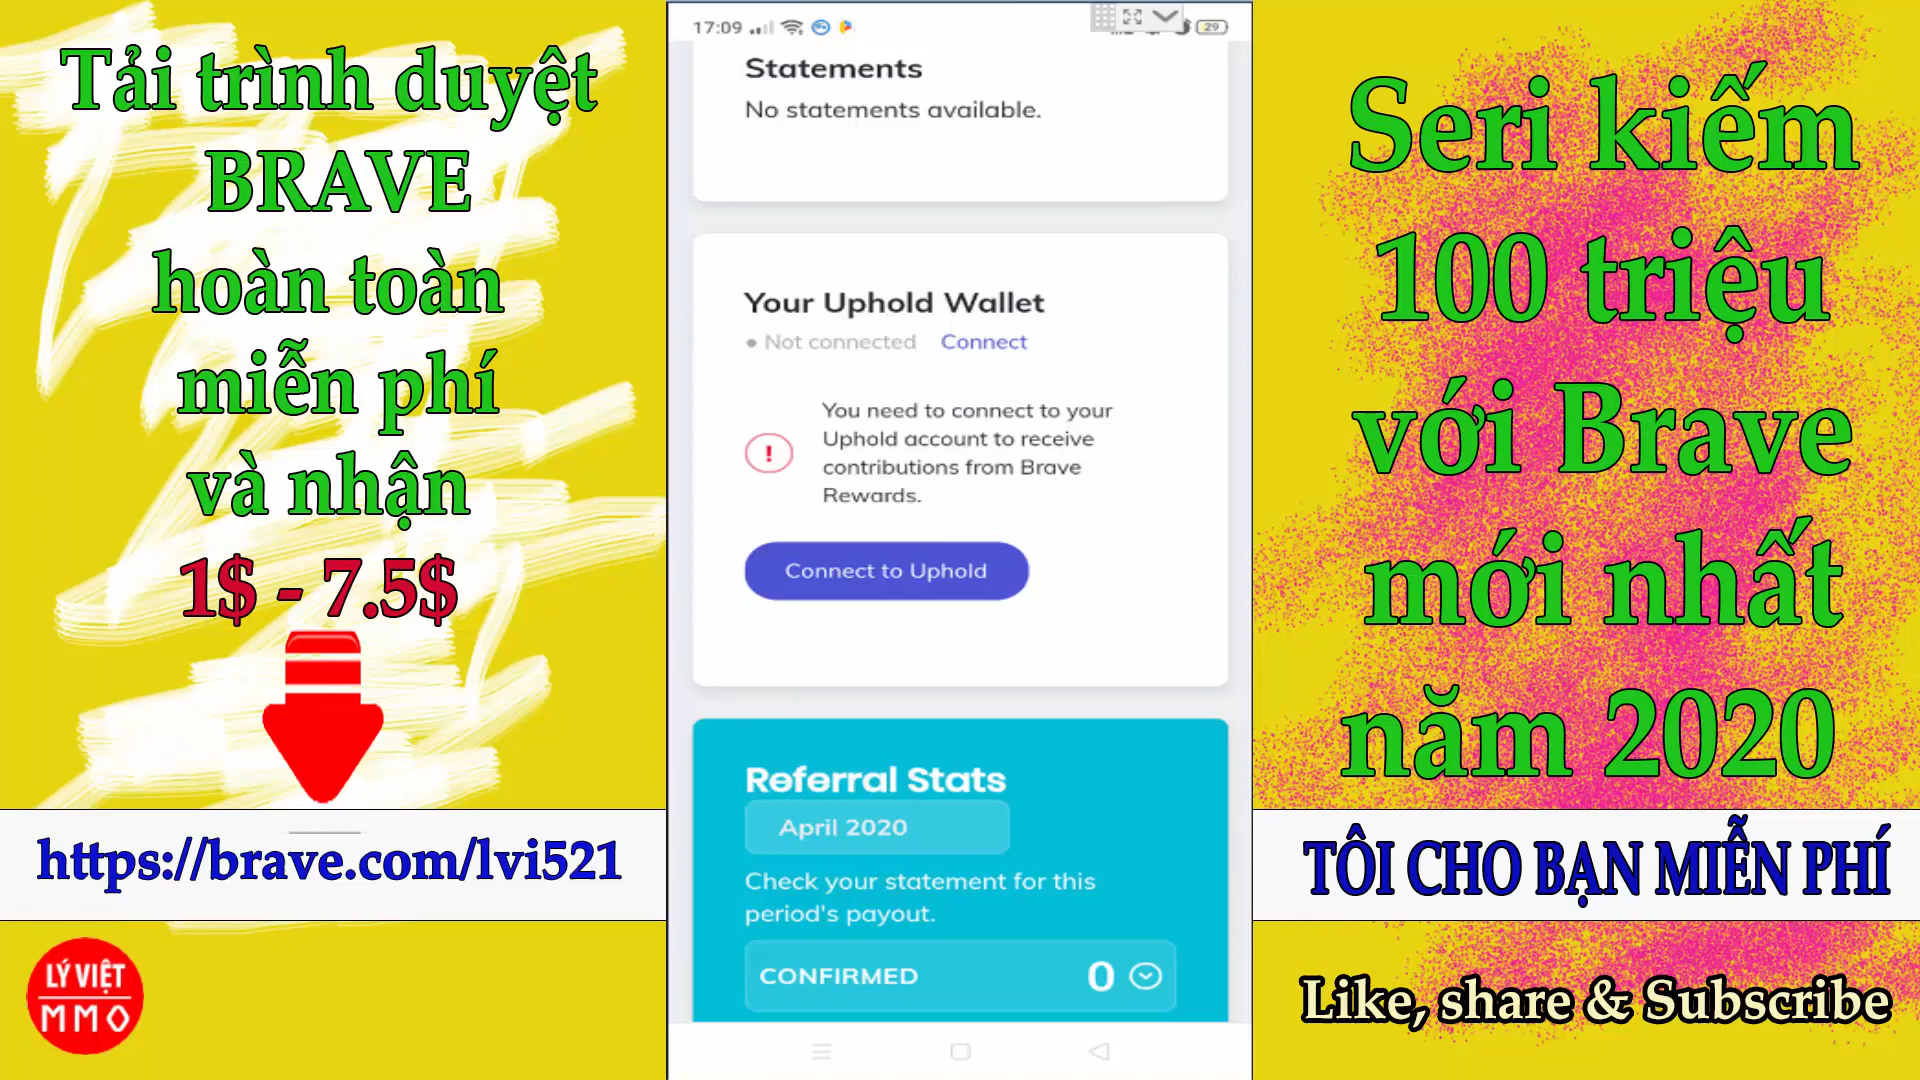 Tải trình duyệt
BRAVE
hoàn toàn
miễn phí
và nhận
1$ - 7.5$
https://brave.com/lvi521
LÝ VIỆT
MMO
17:09
29
Statements
No statements available.
Your Uphold Wallet
● Not connected Connect
You need to connect to your
! Uphold account to receive
contributions from Brave
Rewards.
Connect to Uphold
Referral Stats
April 2020
Check your statement for this
period's payout.
CONFIRMED 0
Seri kiếm
100 triệu
với Brave
mới nhất
năm 2020
TÔI CHO BẠN MIỄN PHÍ
Like, share & Subscribe